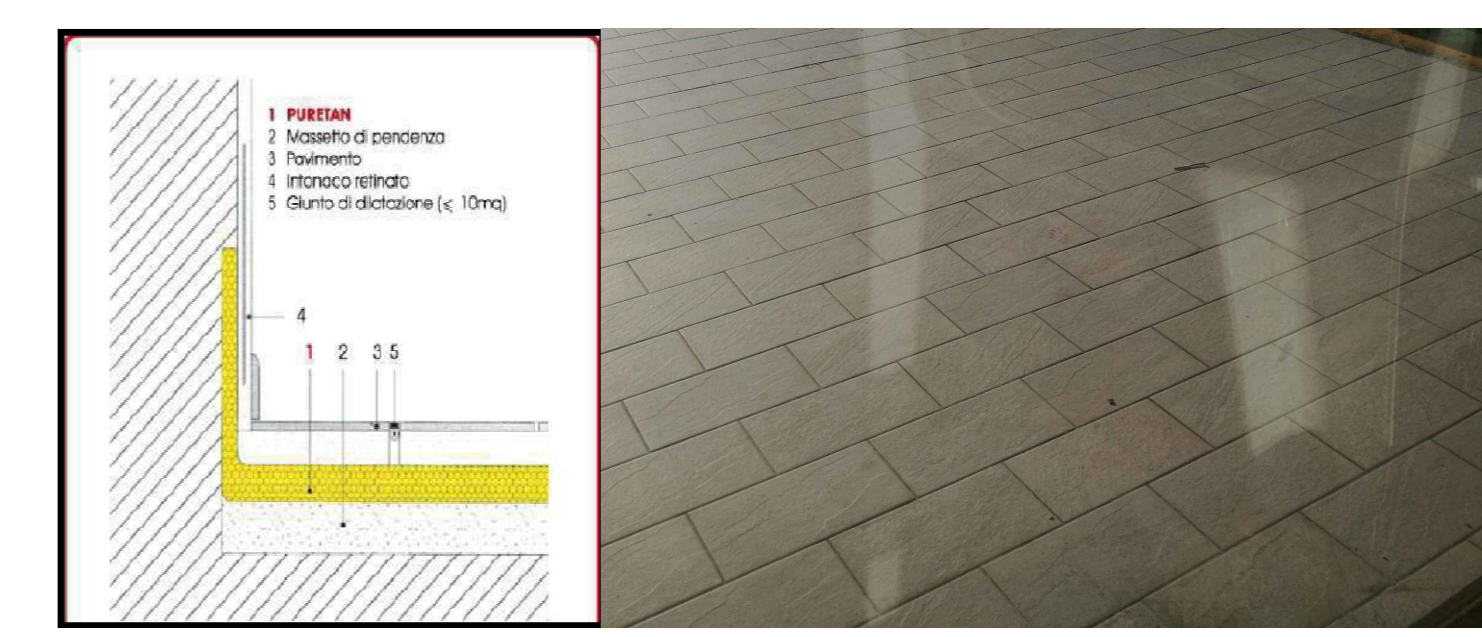 1 PURETAN
2 Massetto di pendenza
3 Pavimento
4 Intonaco retinato
5 Giunto di dilatazione (⩽ 10mq)
4
1 2 3 5